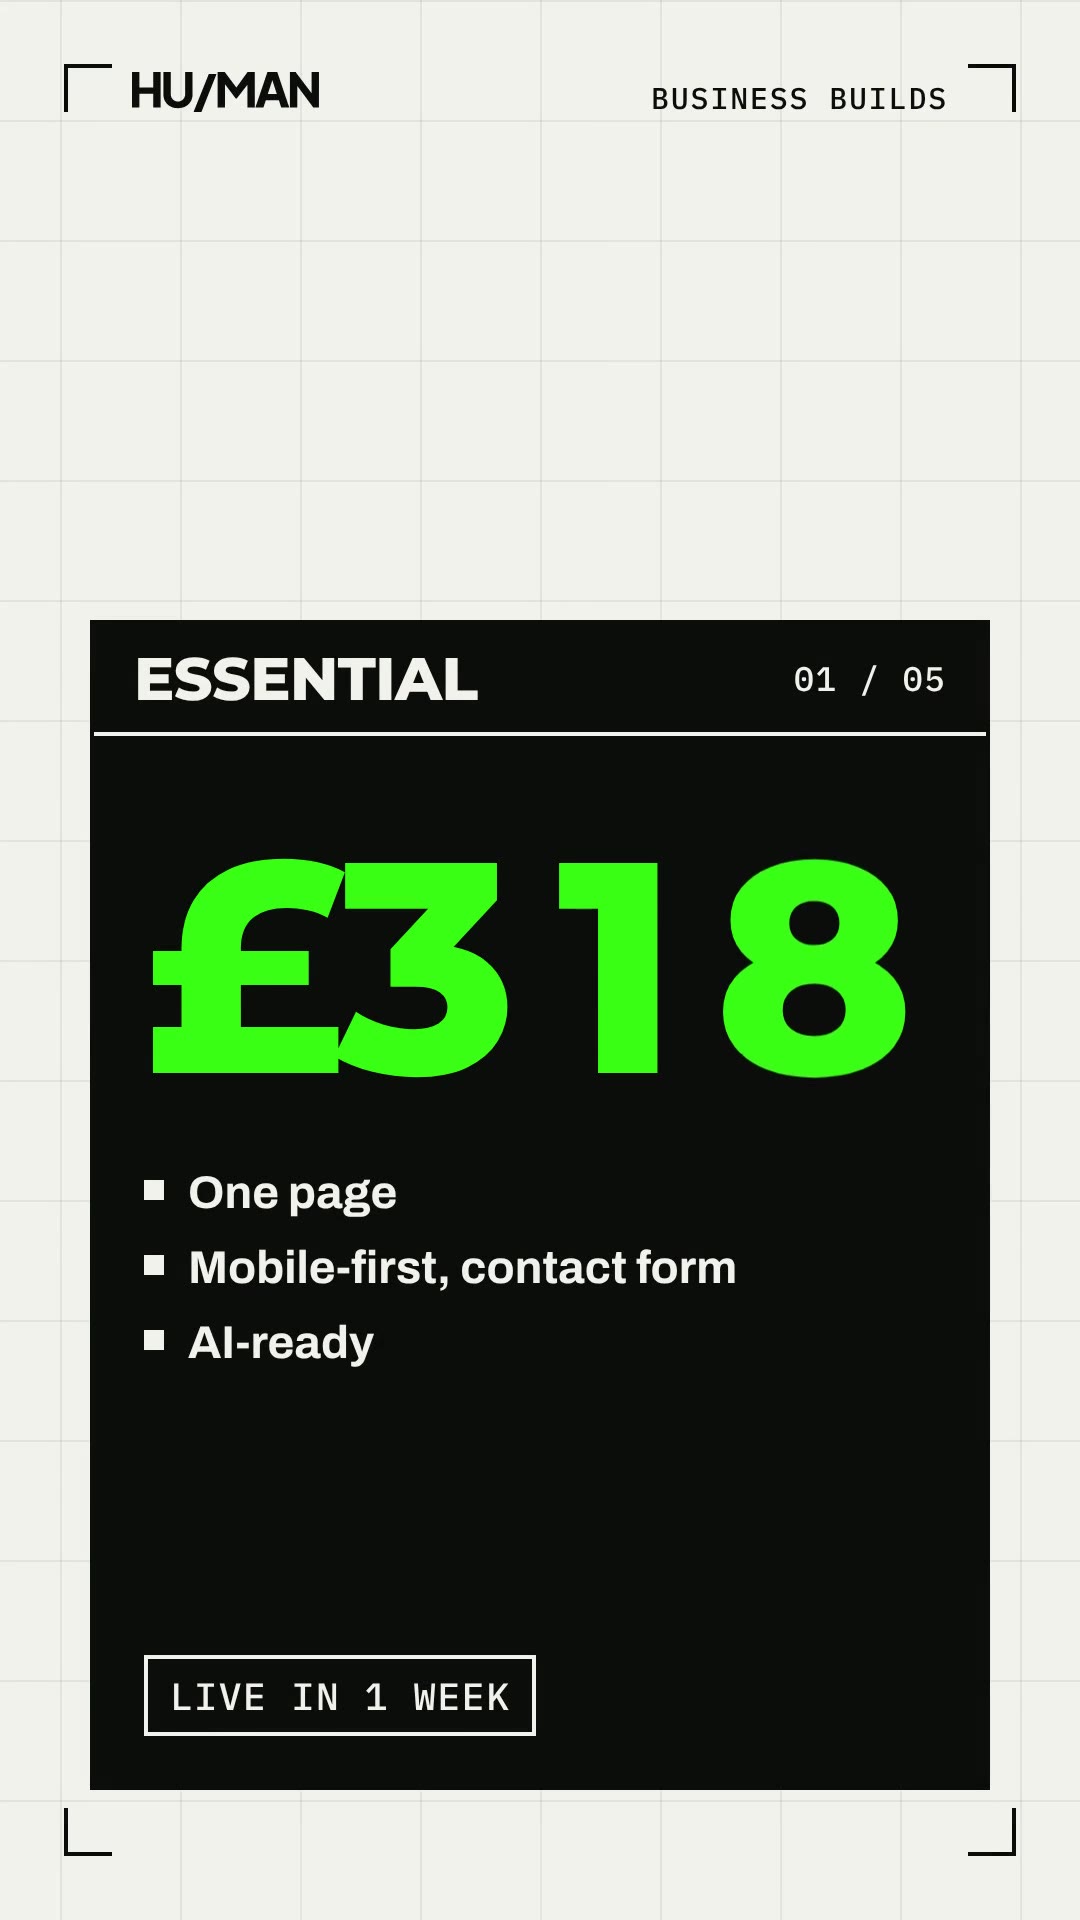 HU/MAN
BUSINESS BUILDS
ESSENTIAL
01 / 05
£318
One page
Mobile-first, contact form
AI-ready
LIVE IN 1 WEEK